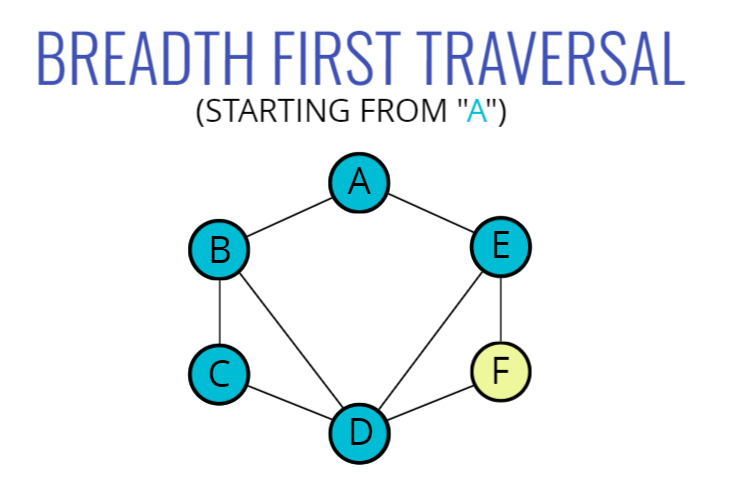 BREADTH FIRST TRAVERSAL
(STARTING FROM "A")
A
B
E
C
F
D